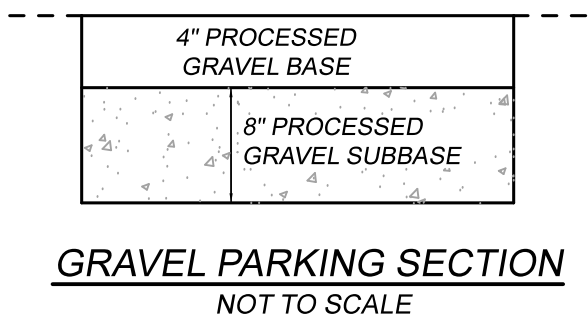 4" PROCESSED
GRAVEL BASE
8" PROCESSED
GRAVEL SUBBASE
GRAVEL PARKING SECTION
NOT TO SCALE